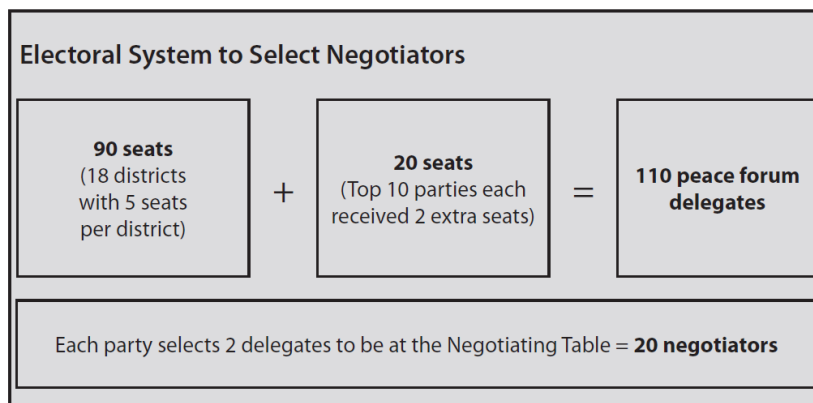 Electoral System to Select Negotiators
90 seats
(18 districts
with 5 seats
per district)
+
20 seats
(Top 10 parties each
received 2 extra seats)
=
110 peace forum
delegates
Each party selects 2 delegates to be at the Negotiating Table = 20 negotiators